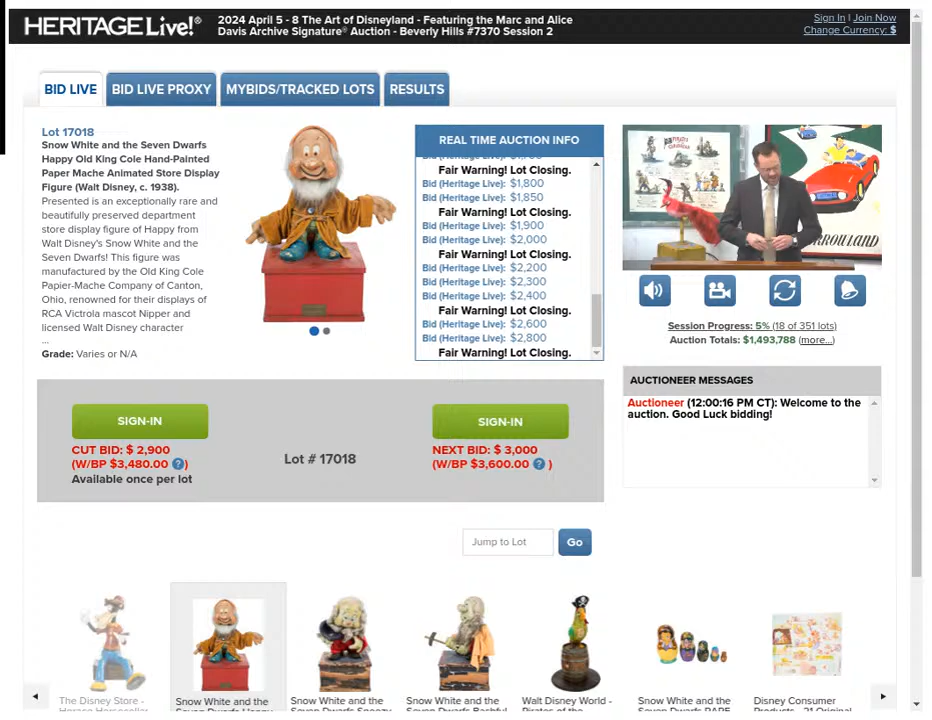 HERITAGE Live!®
2024 April 5 - 8 The Art of Disneyland - Featuring the Marc and Alice
Davis Archive Signature® Auction - Beverly Hills #7370 Session 2
Sign In | Join Now
Change Currency: $
BID LIVE
BID LIVE PROXY
MYBIDS/TRACKED LOTS
RESULTS
Lot 17018
Snow White and the Seven Dwarfs
Happy Old King Cole Hand-Painted
Paper Mache Animated Store Display
Figure (Walt Disney, c. 1938).
Presented is an exceptionally rare and
beautifully preserved department
store display figure of Happy from
Walt Disney's Snow White and the
Seven Dwarfs! This figure was
manufactured by the Old King Cole
Papier-Mache Company of Canton,
Ohio, renowned for their displays of
RCA Victrola mascot Nipper and
licensed Walt Disney character
...
Grade: Varies or N/A
REAL TIME AUCTION INFO
Fair Warning! Lot Closing.
Bid (Heritage Live): $1,800
Bid (Heritage Live): $1,850
Fair Warning! Lot Closing.
Bid (Heritage Live): $1,900
Bid (Heritage Live): $2,000
Fair Warning! Lot Closing.
Bid (Heritage Live): $2,200
Bid (Heritage Live): $2,300
Bid (Heritage Live): $2,400
Fair Warning! Lot Closing.
Bid (Heritage Live): $2,600
Bid (Heritage Live): $2,800
Fair Warning! Lot Closing.
Session Progress: 5% (18 of 351 lots)
Auction Totals: $1,493,788 (more...)
AUCTIONEER MESSAGES
Auctioneer (12:00:16 PM CT): Welcome to the
auction. Good Luck bidding!
SIGN-IN
CUT BID: $ 2,900
(W/BP $3,480.00 ?)
Available once per lot
Lot # 17018
SIGN-IN
NEXT BID: $ 3,000
(W/BP $3,600.00 ? )
Jump to Lot
Go
The Disney Store -
Snow White and the
Snow White and the
Snow White and the
Walt Disney World -
Snow White and the
Disney Consumer